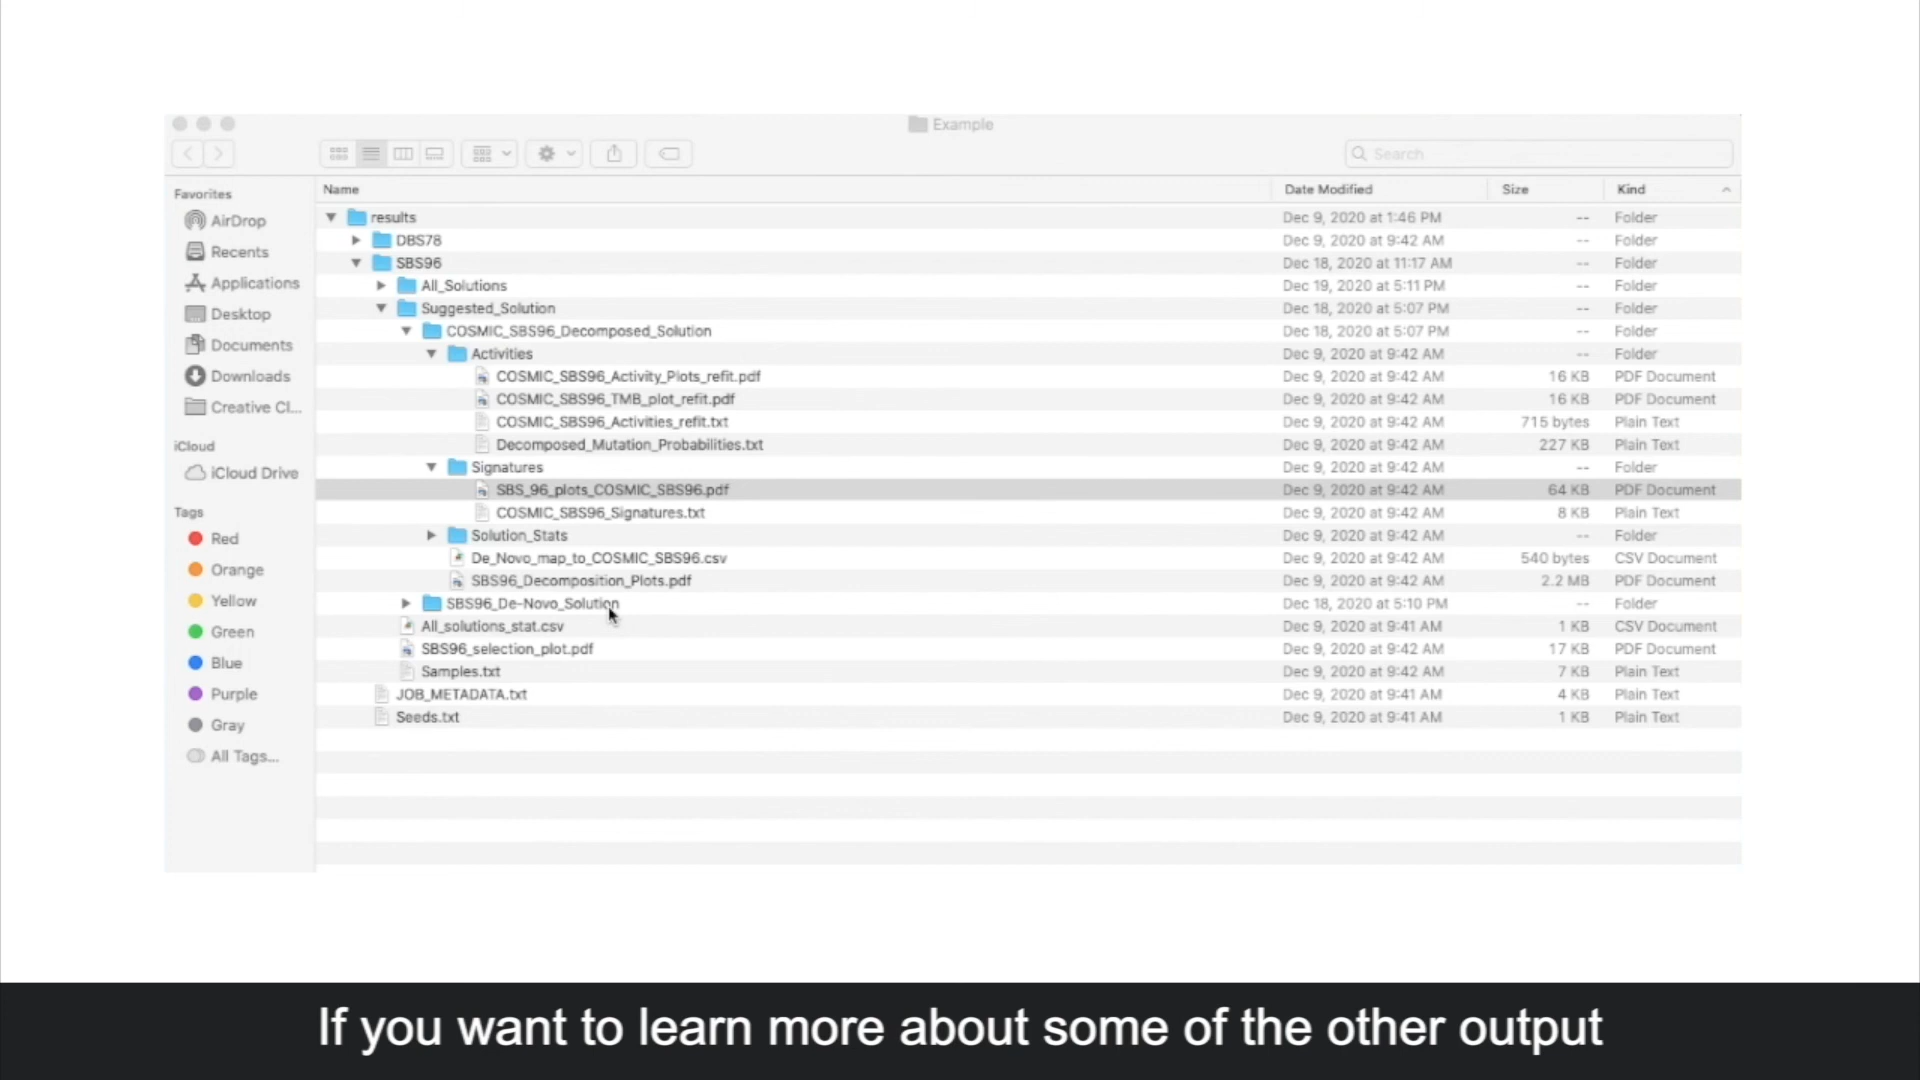 Example
Search
Name Date Modified Size Kind
Favorites
AirDrop
Recents
Applications
Desktop
Documents
Downloads
Creative Cl...
iCloud
iCloud Drive
Tags
Red
Orange
Yellow
Green
Blue
Purple
Gray
All Tags...
results Dec 9, 2020 at 1:46 PM -- Folder
DBS78 Dec 9, 2020 at 9:42 AM -- Folder
SBS96 Dec 18, 2020 at 11:17 AM -- Folder
All_Solutions Dec 19, 2020 at 5:11 PM -- Folder
Suggested_Solution Dec 18, 2020 at 5:07 PM -- Folder
COSMIC_SBS96_Decomposed_Solution Dec 18, 2020 at 5:07 PM -- Folder
Activities Dec 9, 2020 at 9:42 AM -- Folder
COSMIC_SBS96_Activity_Plots_refit.pdf Dec 9, 2020 at 9:42 AM 16 KB PDF Document
COSMIC_SBS96_TMB_plot_refit.pdf Dec 9, 2020 at 9:42 AM 16 KB PDF Document
COSMIC_SBS96_Activities_refit.txt Dec 9, 2020 at 9:42 AM 715 bytes Plain Text
Decomposed_Mutation_Probabilities.txt Dec 9, 2020 at 9:42 AM 227 KB Plain Text
Signatures Dec 9, 2020 at 9:42 AM -- Folder
SBS_96_plots_COSMIC_SBS96.pdf Dec 9, 2020 at 9:42 AM 64 KB PDF Document
COSMIC_SBS96_Signatures.txt Dec 9, 2020 at 9:42 AM 8 KB Plain Text
Solution_Stats Dec 9, 2020 at 9:42 AM -- Folder
De_Novo_map_to_COSMIC_SBS96.csv Dec 9, 2020 at 9:42 AM 540 bytes CSV Document
SBS96_Decomposition_Plots.pdf Dec 9, 2020 at 9:42 AM 2.2 MB PDF Document
SBS96_De-Novo_Solution Dec 18, 2020 at 5:10 PM -- Folder
All_solutions_stat.csv Dec 9, 2020 at 9:41 AM 1 KB CSV Document
SBS96_selection_plot.pdf Dec 9, 2020 at 9:42 AM 17 KB PDF Document
Samples.txt Dec 9, 2020 at 9:42 AM 7 KB Plain Text
JOB_METADATA.txt Dec 9, 2020 at 9:41 AM 4 KB Plain Text
Seeds.txt Dec 9, 2020 at 9:41 AM 1 KB Plain Text
If you want to learn more about some of the other output